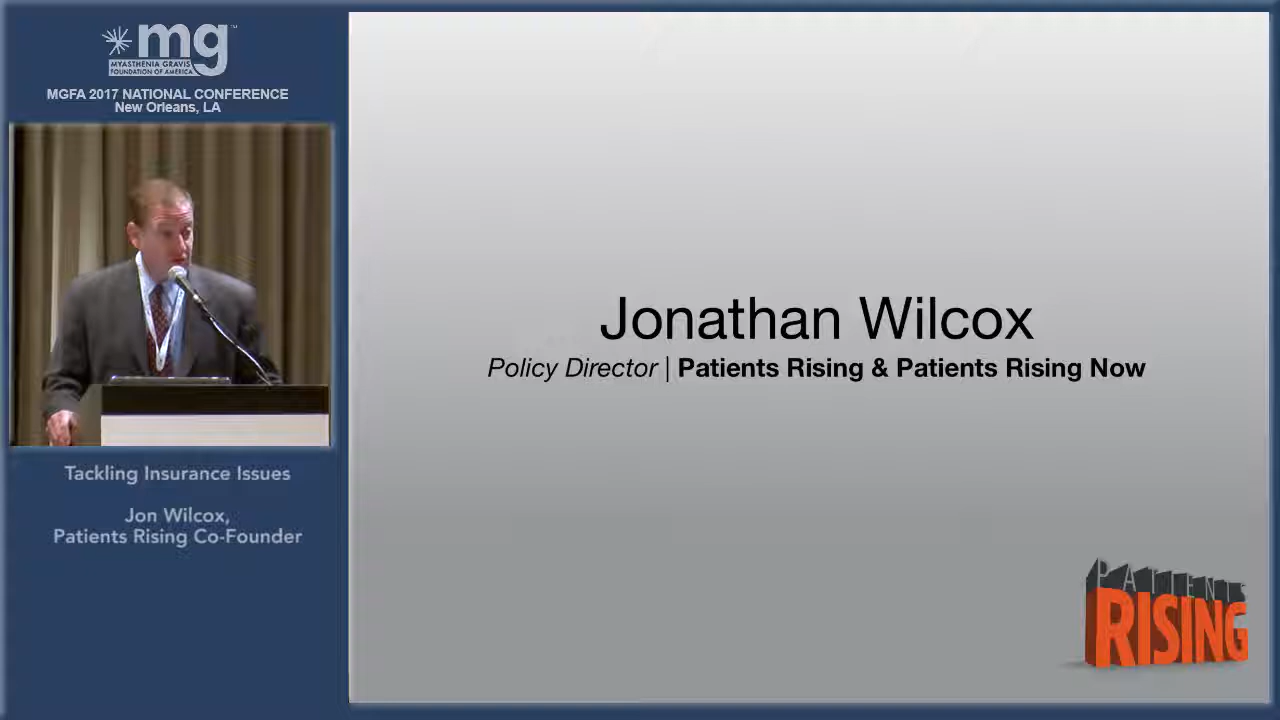 mg™
MYASTHENIA GRAVIS
FOUNDATION OF AMERICA
MGFA 2017 NATIONAL CONFERENCE
New Orleans, LA
Tackling Insurance Issues
Jon Wilcox,
Patients Rising Co-Founder
Jonathan Wilcox
Policy Director | Patients Rising & Patients Rising Now
PATIENTS
RISING